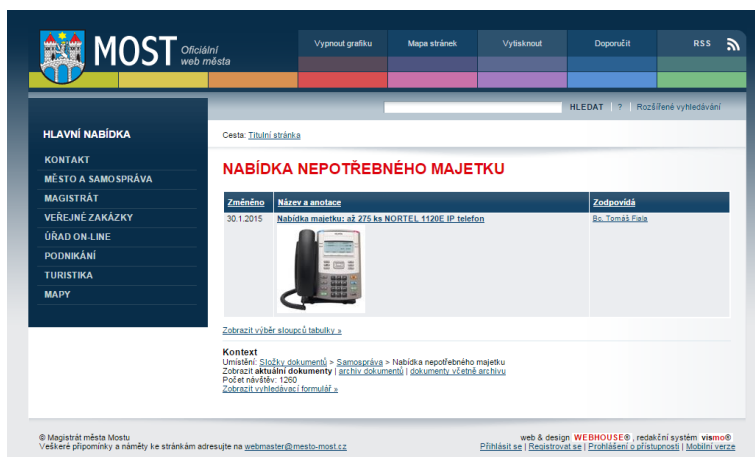 MOST Oficiální
web města
Vypnout grafiku
Mapa stránek
Vytisknout
Doporučit
RSS
HLEDAT | ? | Rozšířené vyhledávání
HLAVNÍ NABÍDKA
KONTAKT
MĚSTO A SAMOSPRÁVA
MAGISTRÁT
VEŘEJNÉ ZAKÁZKY
ÚŘAD ON-LINE
PODNIKÁNÍ
TURISTIKA
MAPY
Cesta: Titulní stránka
NABÍDKA NEPOTŘEBNÉHO MAJETKU
Změněno Název a anotace Zodpovídá
30.1.2015 Nabídka majetku: až 275 ks NORTEL 1120E IP telefon Bc. Tomáš Fiala
Zobrazit výběr sloupců tabulky »
Kontext
Umístění: Složky dokumentů > Samospráva > Nabídka nepotřebného majetku
Zobrazit aktuální dokumenty | archiv dokumentů | dokumenty včetně archivu
Počet návštěv: 1260
Zobrazit vyhledávací formulář »
© Magistrát města Mostu
Veškeré připomínky a náměty ke stránkám adresujte na webmaster@mesto-most.cz
web & design WEBHOUSE® , redakční systém vismo®
Přihlásit se | Registrovat se | Prohlášení o přístupnosti | Mobilní verze